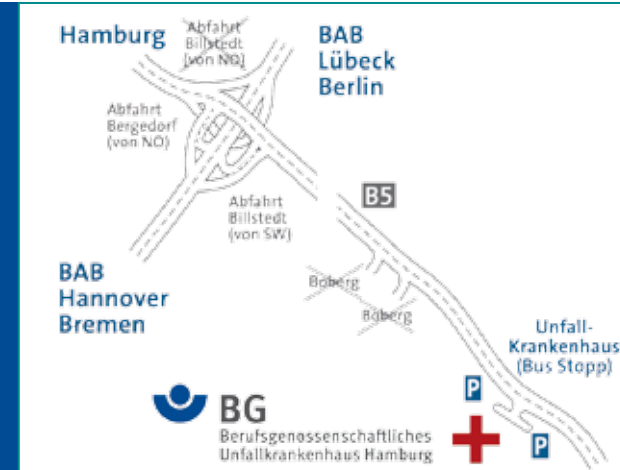 Hamburg
Abfahrt
Billstedt
(von NO)
BAB
Lübeck
Berlin
Abfahrt
Bergedorf
(von NO)
Abfahrt
Billstedt
(von SW)
B5
BAB
Hannover
Bremen
Boberg
Boberg
Unfall-
Krankenhaus
(Bus Stopp)
P
P
BG
Berufsgenossenschaftliches
Unfallkrankenhaus Hamburg